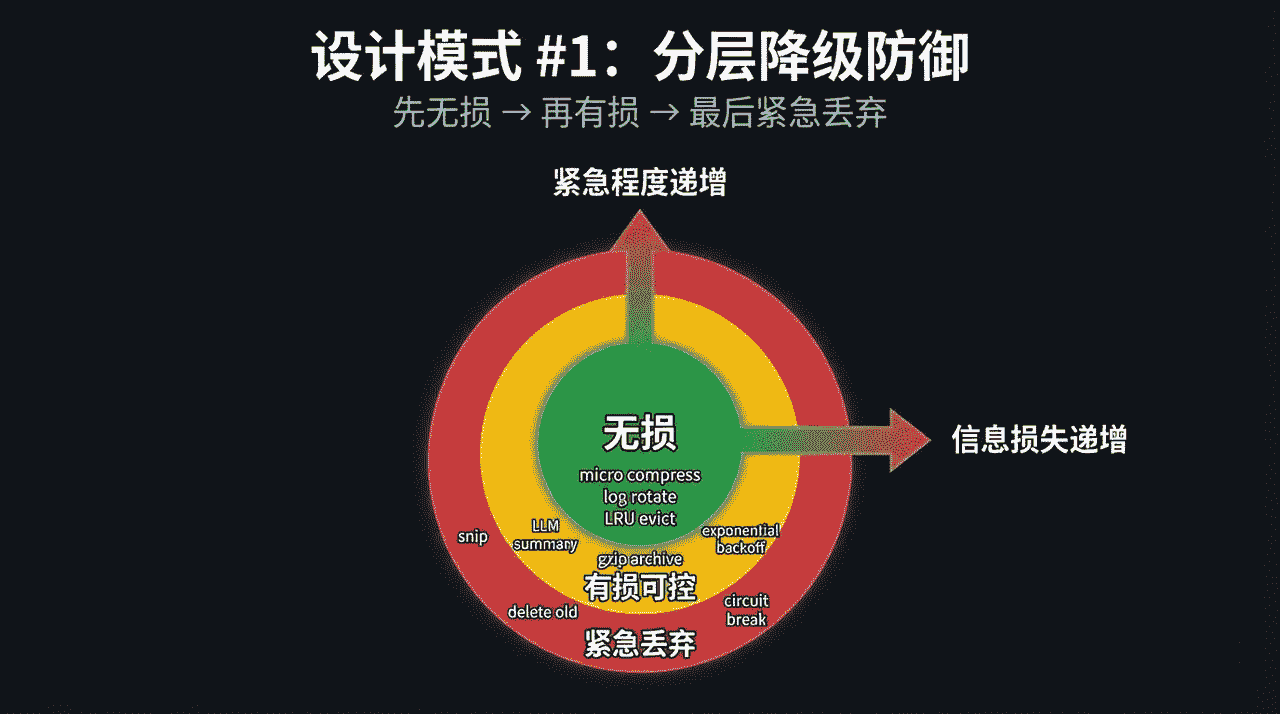 设计模式 #1：分层降级防御
先无损 → 再有损 → 最后紧急丢弃
紧急程度递增
信息损失递增
无损
micro compress
log rotate
LRU evict
snip
LLM
summary
exponential
backoff
gzip archive
有损可控
delete old
circuit
break
紧急丢弃